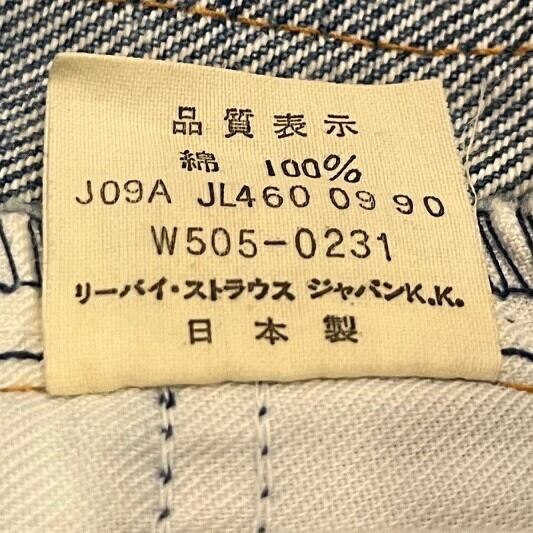 品質表示
綿 100%
J09A JL460 09 90
W505-0231
リーバイ・ストラウス ジャパンK.K.
日本製